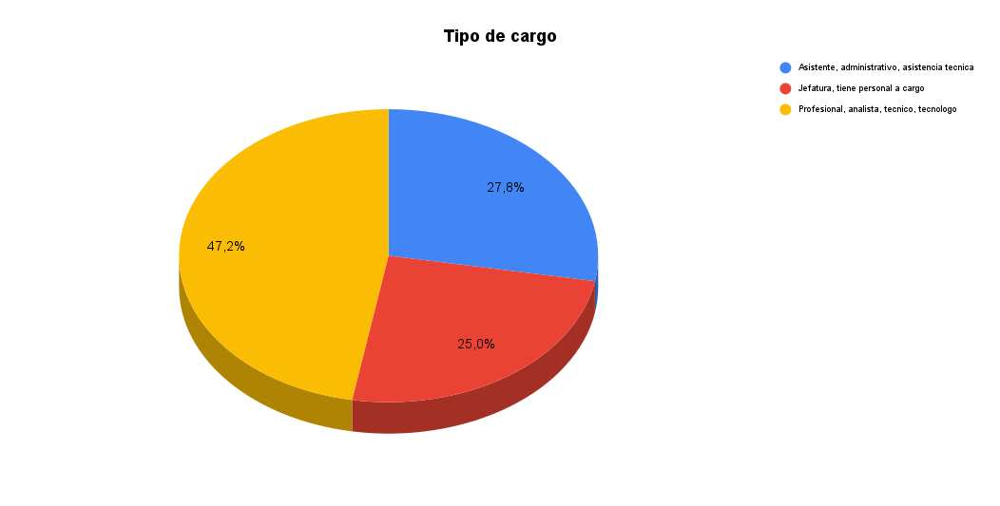 Tipo de cargo
Asistente, administrativo, asistencia tecnica
Jefatura, tiene personal a cargo
Profesional, analista, tecnico, tecnologo
27,8%
47,2%
25,0%